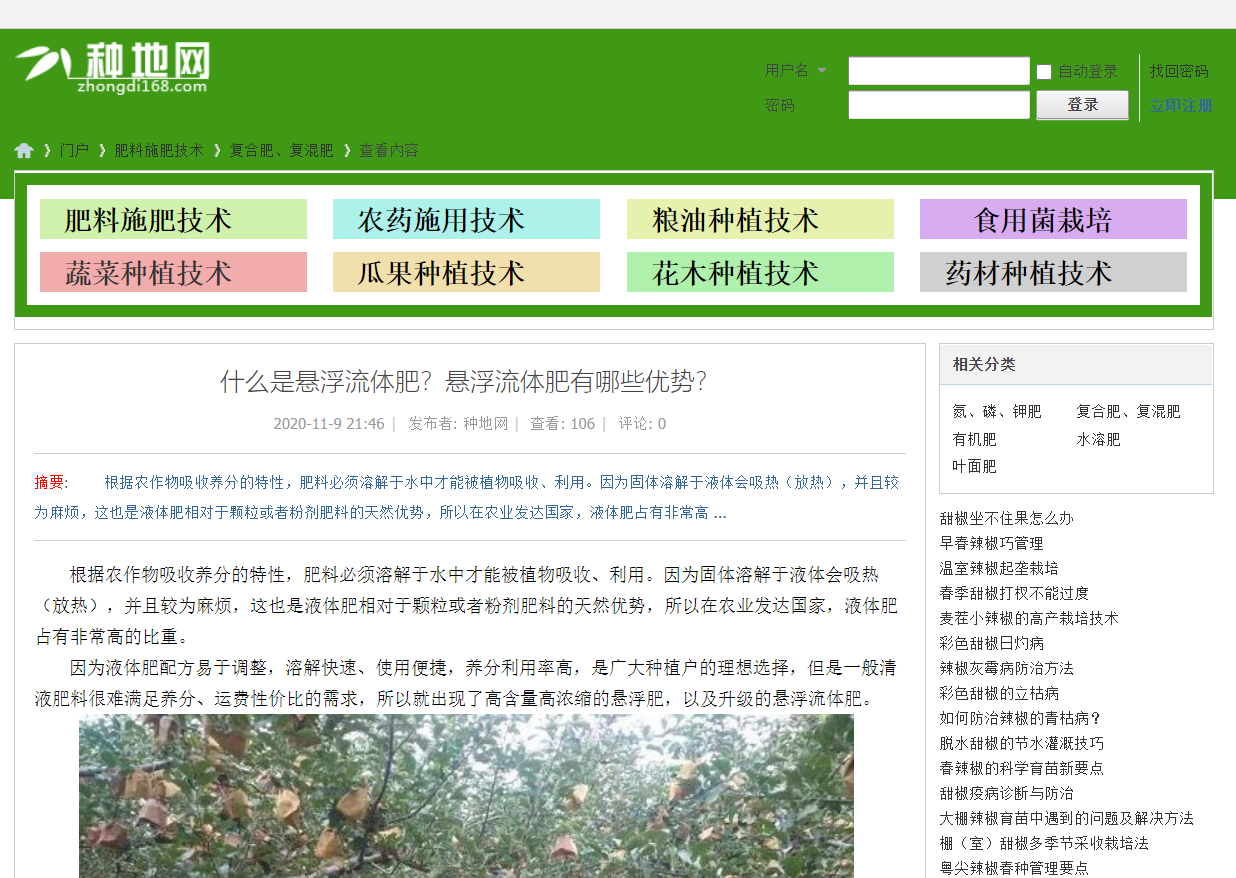 种地网
zhongdi168.com
用户名
自动登录
找回密码
密码
登录
立即注册
门户 》 肥料施肥技术 》 复合肥、复混肥 》 查看内容
肥料施肥技术 农药施用技术 粮油种植技术 食用菌栽培
蔬菜种植技术 瓜果种植技术 花木种植技术 药材种植技术
什么是悬浮流体肥？悬浮流体肥有哪些优势？
2020-11-9 21:46 | 发布者: 种地网 | 查看: 106 | 评论: 0
摘要: 根据农作物吸收养分的特性，肥料必须溶解于水中才能被植物吸收、利用。因为固体溶解于液体会吸热（放热），并且较
为麻烦，这也是液体肥相对于颗粒或者粉剂肥料的天然优势，所以在农业发达国家，液体肥占有非常高 ...
根据农作物吸收养分的特性，肥料必须溶解于水中才能被植物吸收、利用。因为固体溶解于液体会吸热
（放热），并且较为麻烦，这也是液体肥相对于颗粒或者粉剂肥料的天然优势，所以在农业发达国家，液体肥
占有非常高的比重。
因为液体肥配方易于调整，溶解快速、使用便捷，养分利用率高，是广大种植户的理想选择，但是一般清
液肥料很难满足养分、运费性价比的需求，所以就出现了高含量高浓缩的悬浮肥，以及升级的悬浮流体肥。
相关分类
氮、磷、钾肥 复合肥、复混肥
有机肥 水溶肥
叶面肥
甜椒坐不住果怎么办
早春辣椒巧管理
温室辣椒起垄栽培
春季甜椒打杈不能过度
麦茬小辣椒的高产栽培技术
彩色甜椒日灼病
辣椒灰霉病防治方法
彩色甜椒的立枯病
如何防治辣椒的青枯病？
脱水甜椒的节水灌溉技巧
春辣椒的科学育苗新要点
甜椒疫病诊断与防治
大棚辣椒育苗中遇到的问题及解决方法
棚（室）甜椒多季节采收栽培法
粤尖辣椒春种管理要点